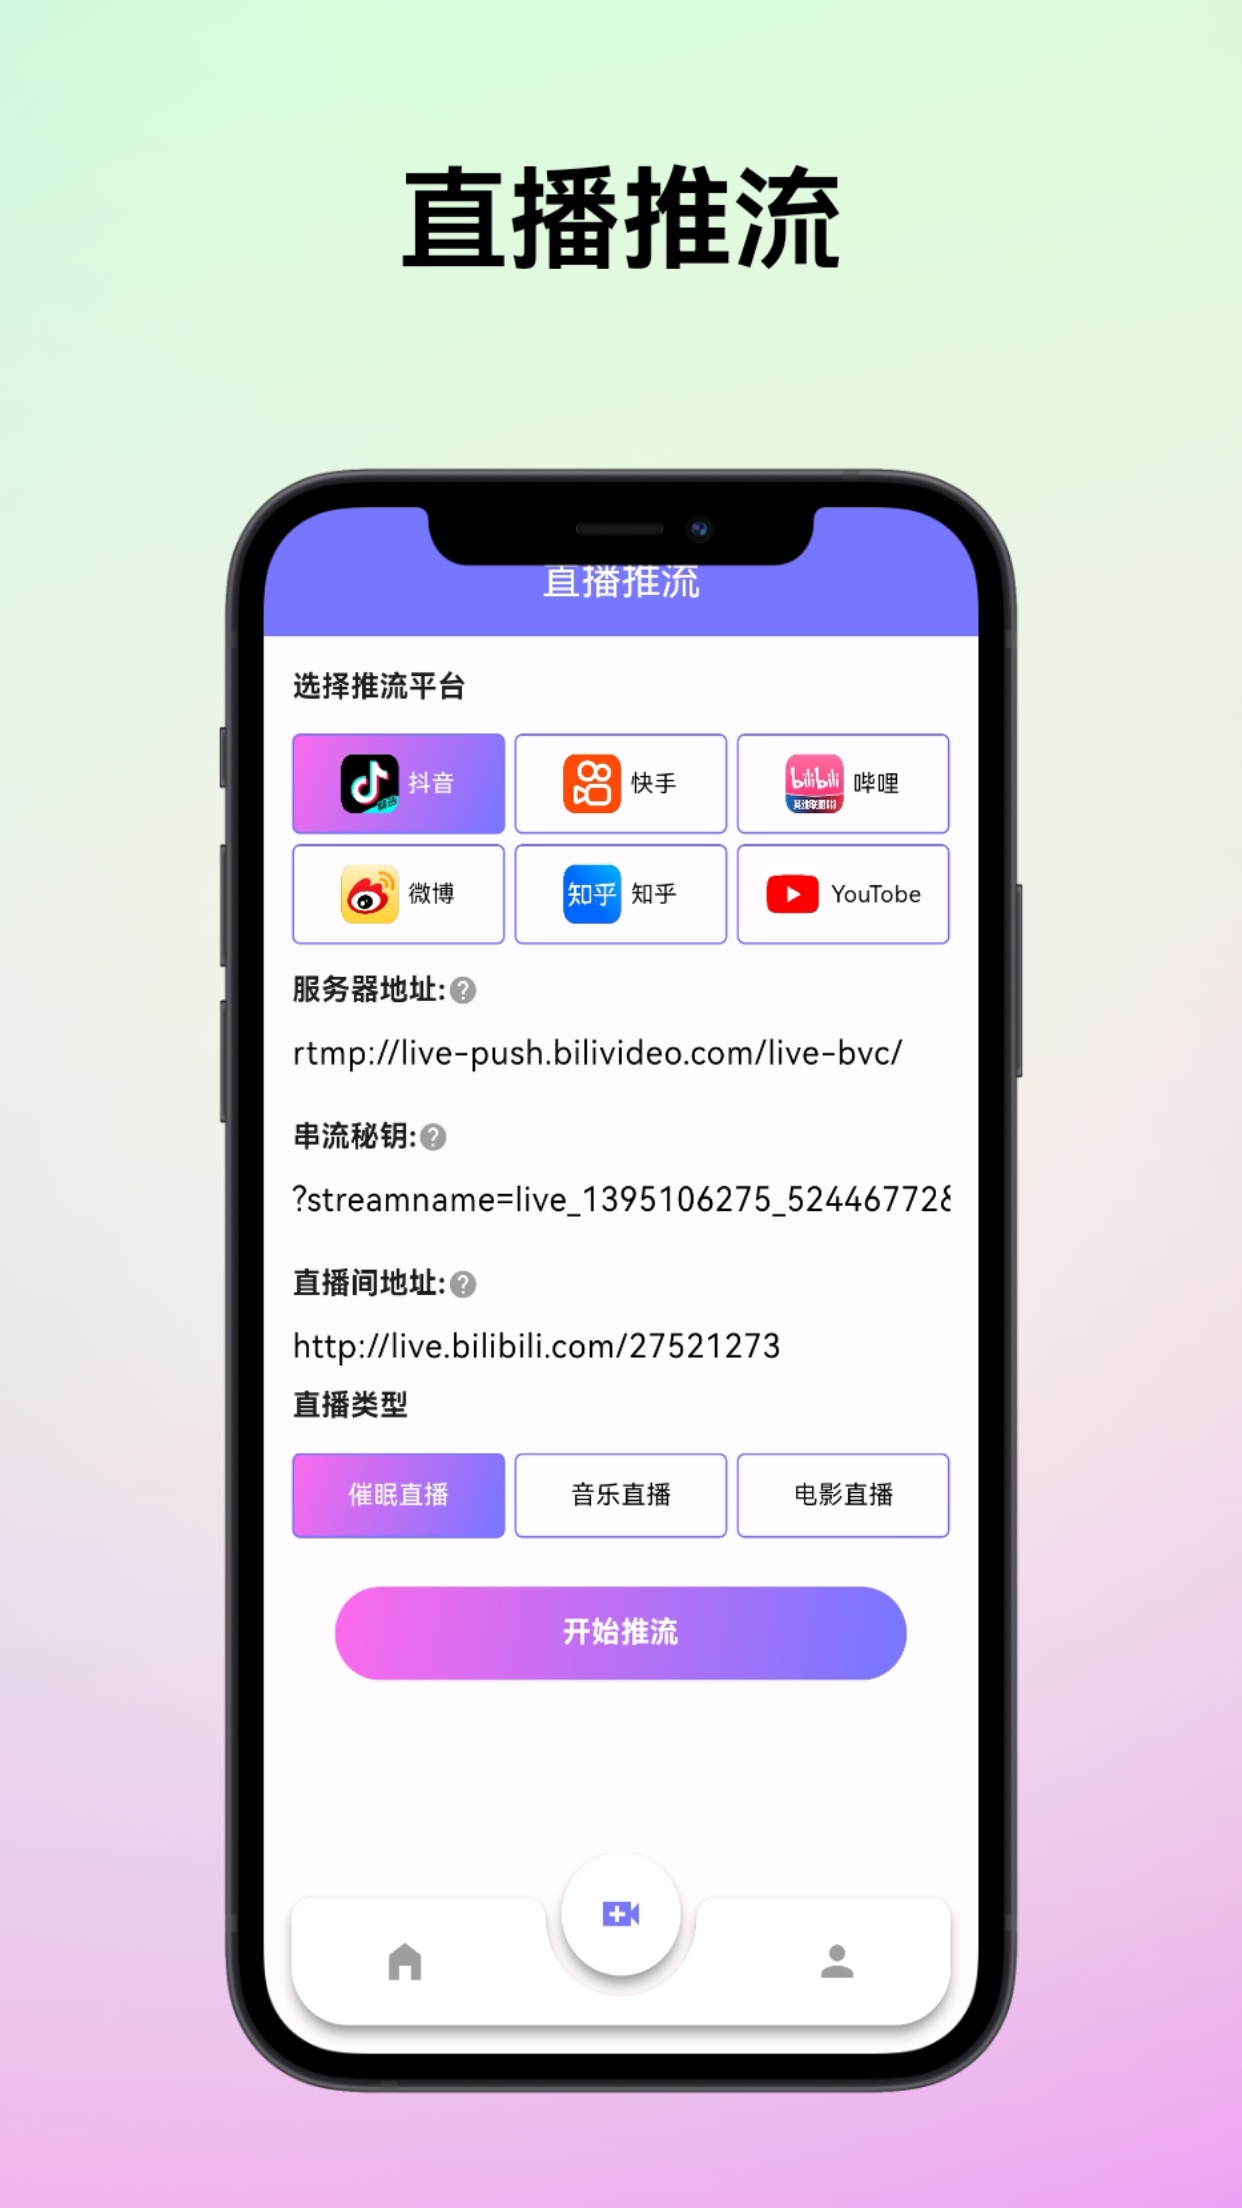 直播推流
直播推流
选择推流平台
抖音
快手
bilibili
哔哩
微博
知乎
知乎
YouTobe
服务器地址:
rtmp://live-push.bilivideo.com/live-bvc/
串流秘钥:
?streamname=live_1395106275_52446772&
直播间地址:
http://live.bilibili.com/27521273
直播类型
催眠直播
音乐直播
电影直播
开始推流